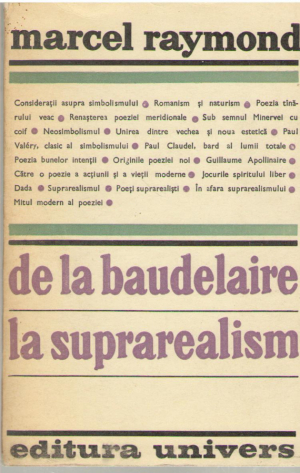 marcel raymond
Considerații asupra simbolismului ● Romanism și naturism ● Poezia tînă-
rului veac ● Renașterea poeziei meridionale ● Sub semnul Minervei cu
coif ● Neosimbolismul ● Unirea dintre vechea și noua estetică ● Paul
Valéry, clasic al simbolismului ● Paul Claudel, bard al lumii totale ●
Poezia bunelor intenții ● Originile poeziei noi ● Guillaume Apollinaire ●
Către o poezie a acțiunii și a vieții moderne ● Jocurile spiritului liber ●
Dada ● Suprarealismul ● Poeți suprarealiști ● În afara suprarealismului ●
Mitul modern al poeziei ●
de la baudelaire
la suprarealism
editura univers